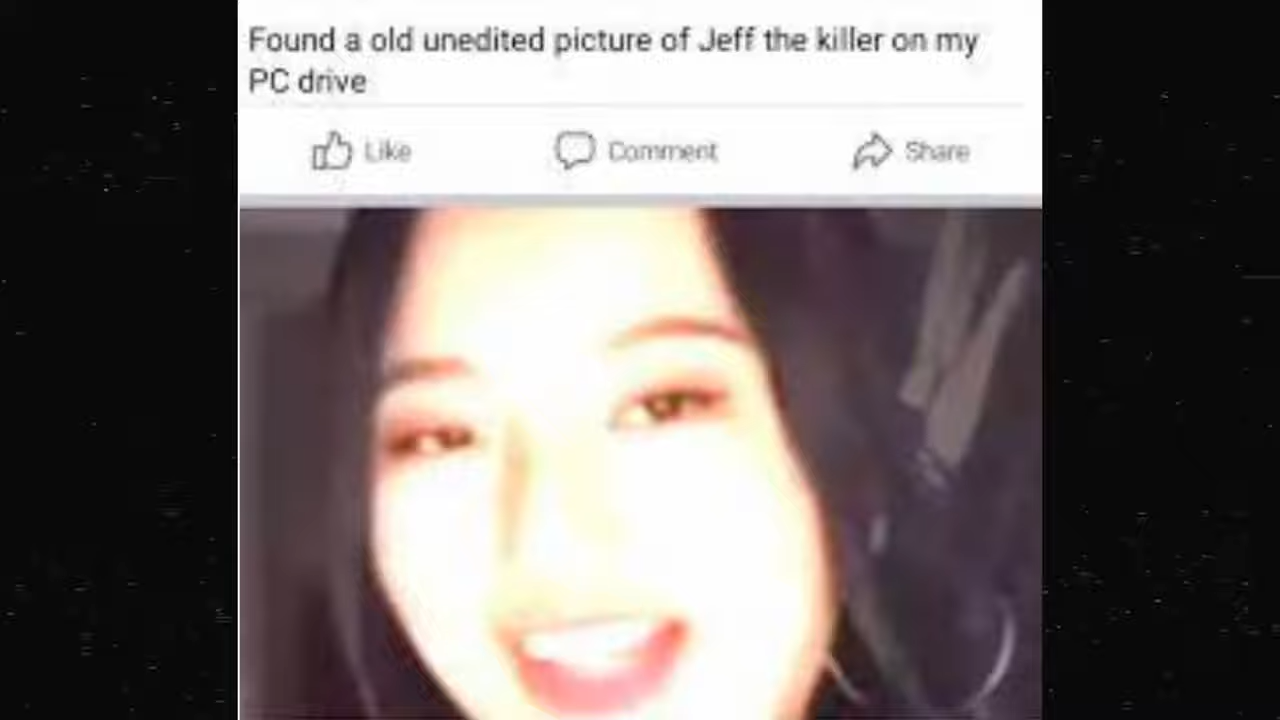 Found a old unedited picture of Jeff the killer on my
PC drive
Like Comment Share